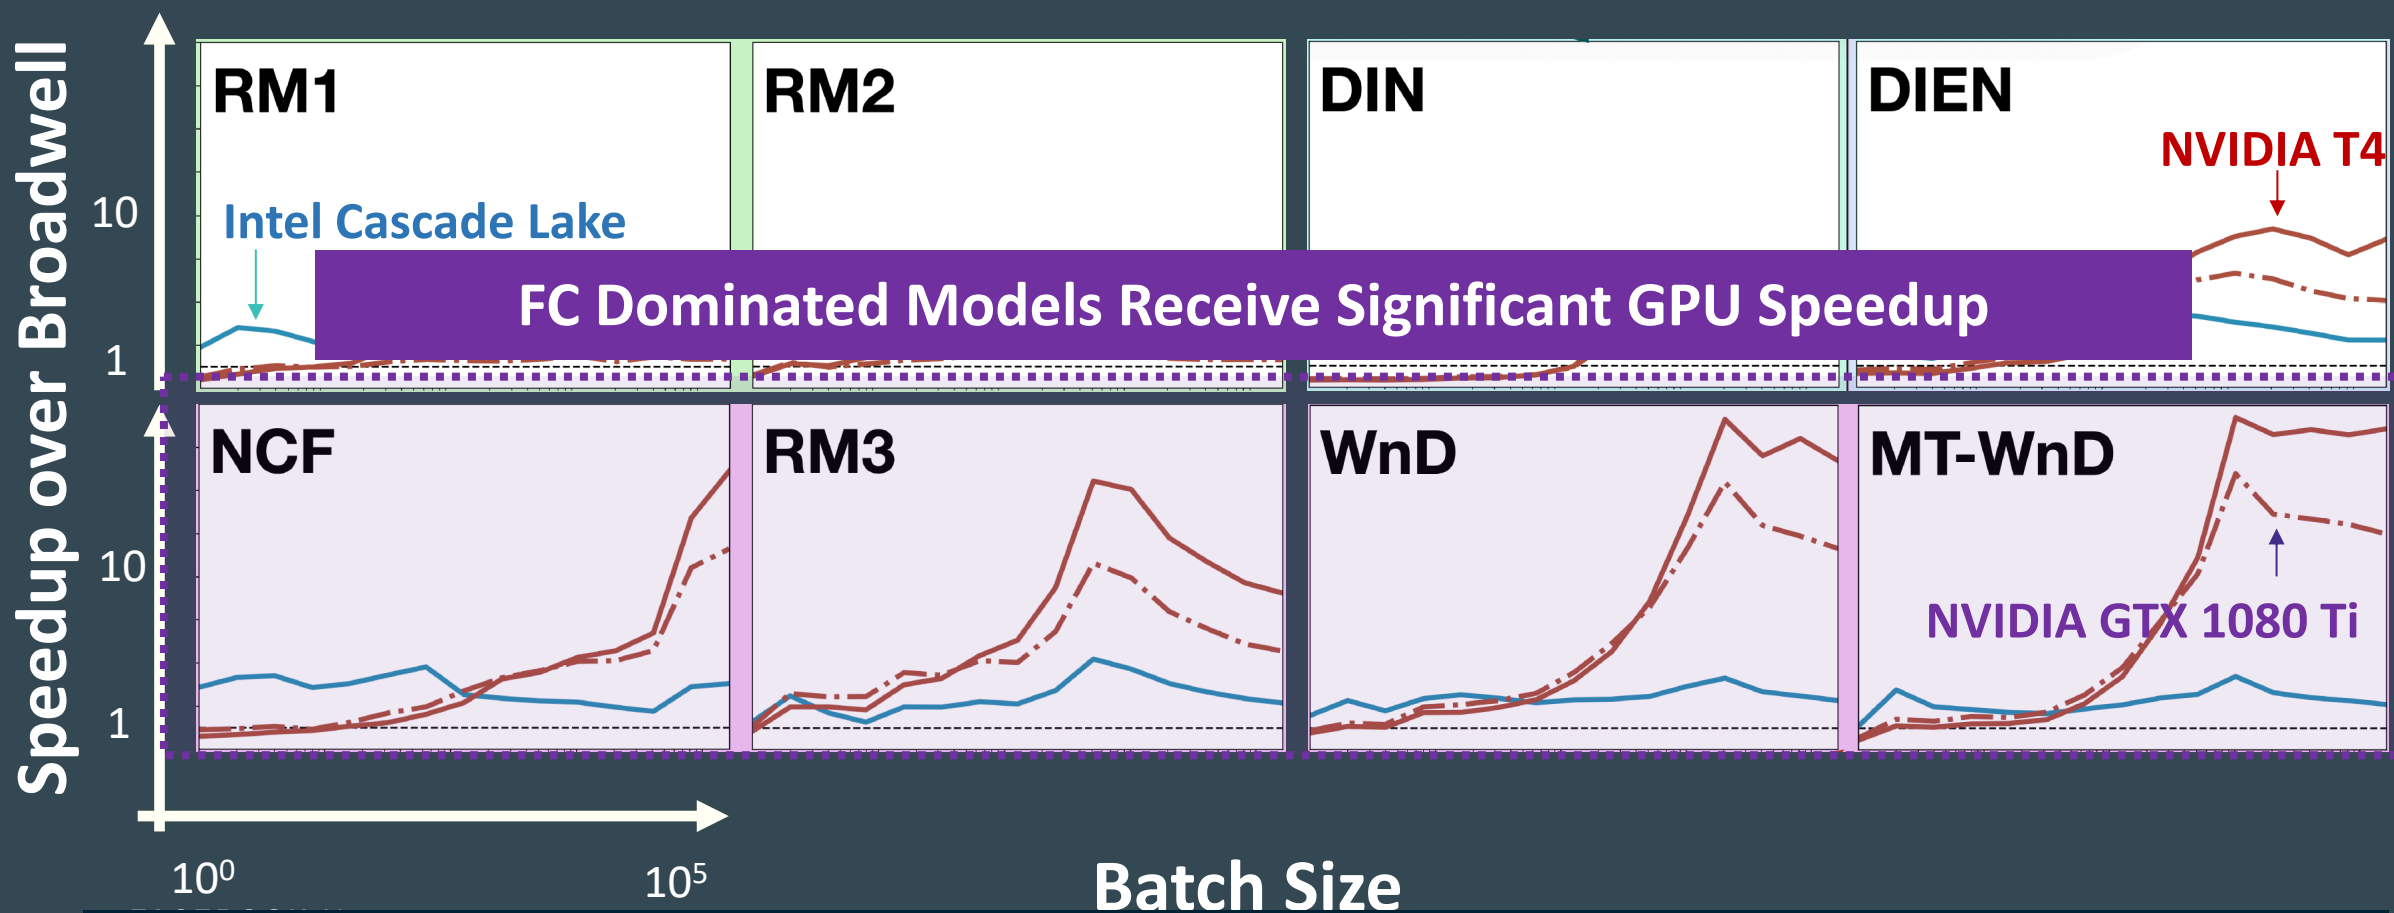 Speedup over Broadwell
RM1
RM2
DIN
DIEN
NVIDIA T4
10
Intel Cascade Lake
FC Dominated Models Receive Significant GPU Speedup
1
NCF
RM3
WnD
MT-WnD
10
NVIDIA GTX 1080 Ti
1
10⁰
10⁵
Batch Size